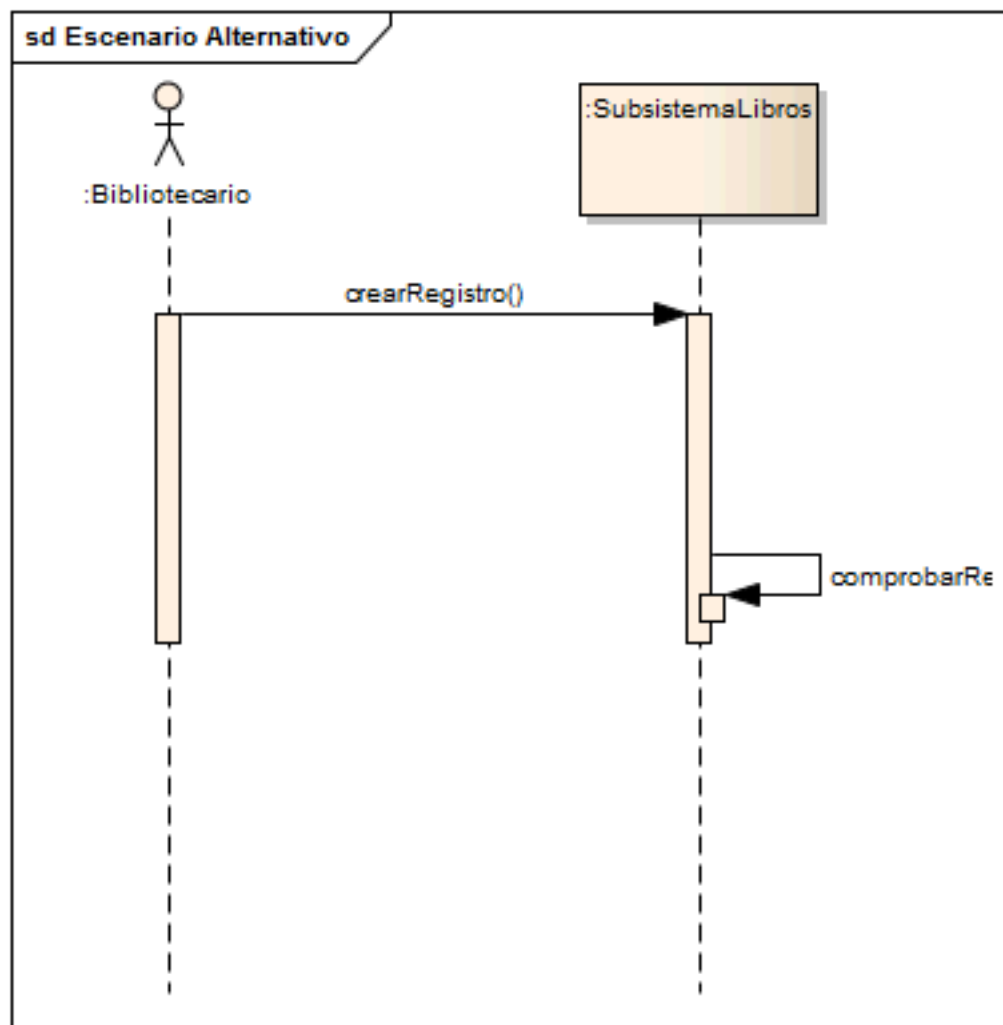 sd Escenario Alternativo
:Bibliotecario
:SubsistemaLibros
crearRegistro()
comprobarRe